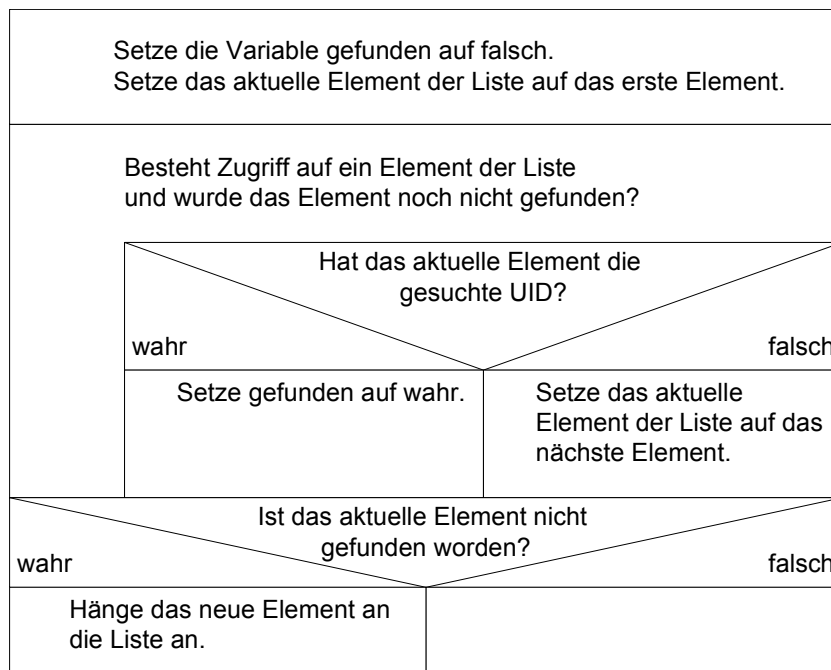 Setze die Variable gefunden auf falsch.
Setze das aktuelle Element der Liste auf das erste Element.
Besteht Zugriff auf ein Element der Liste
und wurde das Element noch nicht gefunden?
Hat das aktuelle Element die
gesuchte UID?
wahr
falsch
Setze gefunden auf wahr.
Setze das aktuelle
Element der Liste auf das
nächste Element.
Ist das aktuelle Element nicht
gefunden worden?
wahr
falsch
Hänge das neue Element an
die Liste an.